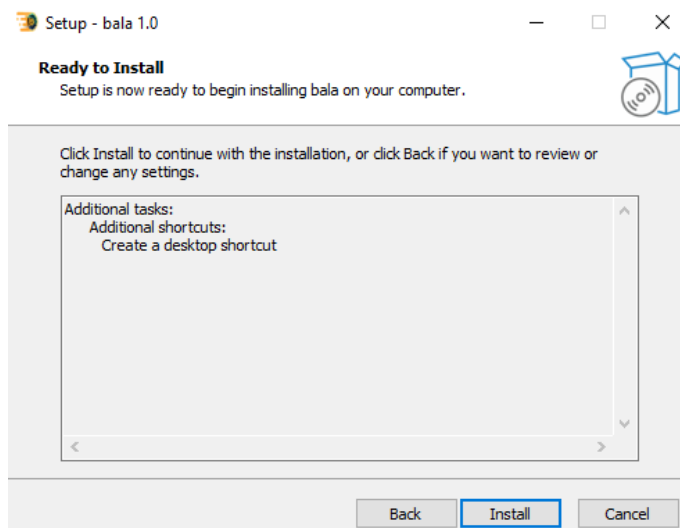 Setup - bala 1.0
Ready to Install
Setup is now ready to begin installing bala on your computer.
Click Install to continue with the installation, or click Back if you want to review or
change any settings.
Additional tasks:
Additional shortcuts:
Create a desktop shortcut
Back
Install
Cancel